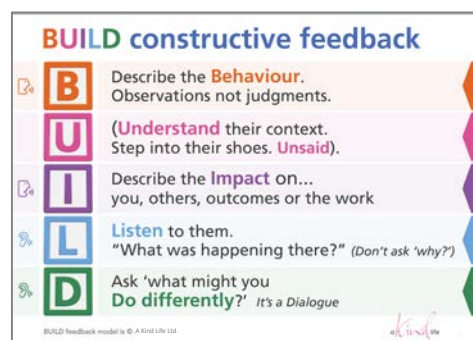 BUILD constructive feedback
B
Describe the Behaviour.
Observations not judgments.
U
(Understand their context.
Step into their shoes. Unsaid).
I
Describe the Impact on...
you, others, outcomes or the work
L
Listen to them.
“What was happening there?” (Don't ask ‘why?’)
D
Ask ‘what might you
Do differently?’ It's a Dialogue
BUILD feedback model is © A Kind Life Ltd.
a Kind life